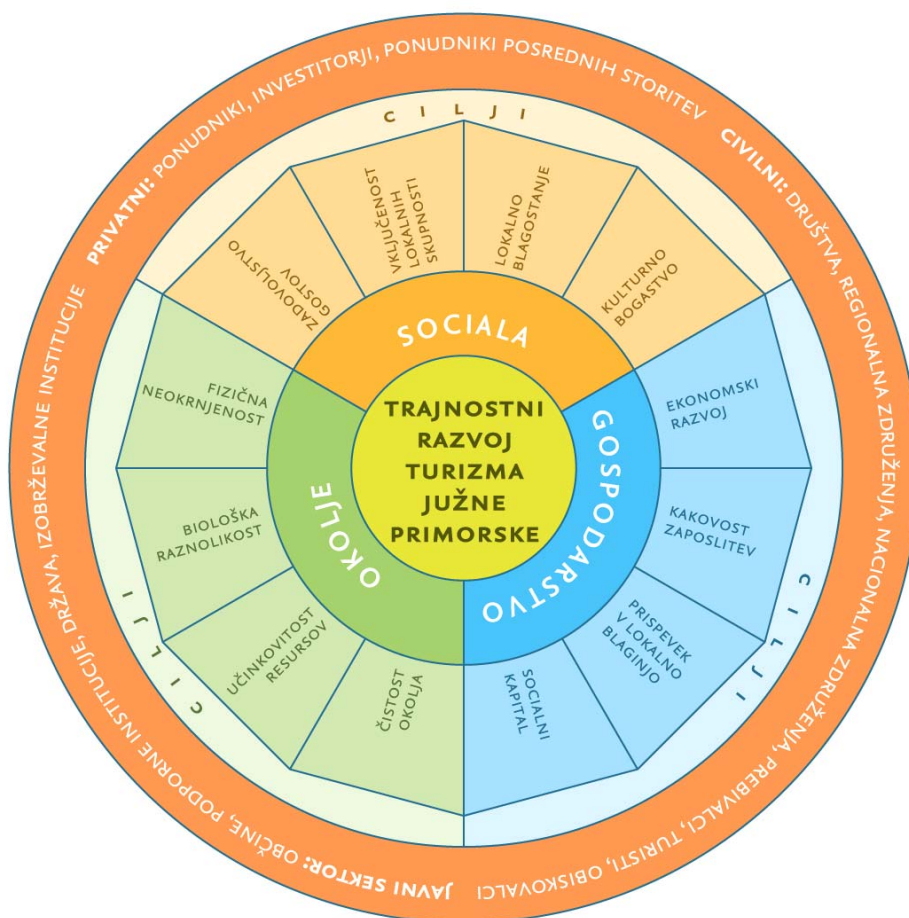 PRIVATNI: PONUDNIKI, INVESTITORJI, PONUDNIKI POSREDNIH STORITEV
CIVILNI: DRUŠTVA, REGIONALNA ZDRUŽENJA, NACIONALNA ZDRUŽENJA, PREBIVALCI, TURISTI, OBISKOVALCI
JAVNI SEKTOR: OBČINE, PODPORNE INSTITUCIJE, DRŽAVA, IZOBRŽEVALNE INSTITUCIJE
CILJI
ZADOVOLJSTVO
GOSTOV
VKLJUČENOST
LOKALNIH
SKUPNOSTI
LOKALNO
BLAGOSTANJE
KULTURNO
BOGASTVO
SOCIALA
TRAJNOSTNI
RAZVOJ
TURIZMA
JUŽNE
PRIMORSKE
GOSPODARSTVO
EKONOMSKI
RAZVOJ
KAKOVOST
ZAPOSLITEV
PRISPEVEK
V LOKALNO
BLAGINJO
SOCIALNI
KAPITAL
CILJI
OKOLJE
FIZIČNA
NEOKRNJENOST
BIOLOŠKA
RAZNOLIKOST
UČINKOVITOST
RESURSOV
ČISTOST
OKOLJA
CILJI